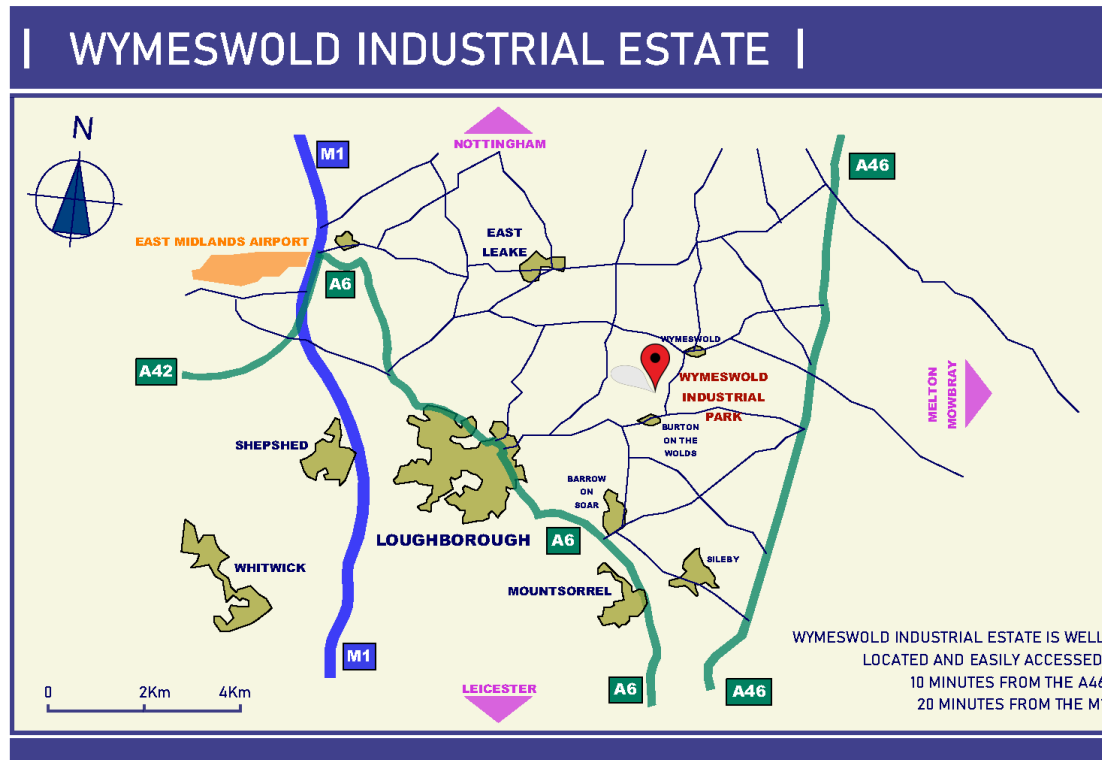 | WYMESWOLD INDUSTRIAL ESTATE |
N
M1
NOTTINGHAM
A46
EAST MIDLANDS AIRPORT
EAST
LEAKE
A6
WYMESWOLD
A42
WYMESWOLD
INDUSTRIAL
PARK
MELTON
MOWBRAY
SHEPSHED
BURTON
ON THE
WOLDS
BARROW
ON
SOAR
LOUGHBOROUGH
A6
WHITWICK
SILEBY
MOUNTSORREL
M1
WYMESWOLD INDUSTRIAL ESTATE IS WELL
LOCATED AND EASILY ACCESSED
10 MINUTES FROM THE A46
20 MINUTES FROM THE M1
0 2Km 4Km
LEICESTER
A6
A46